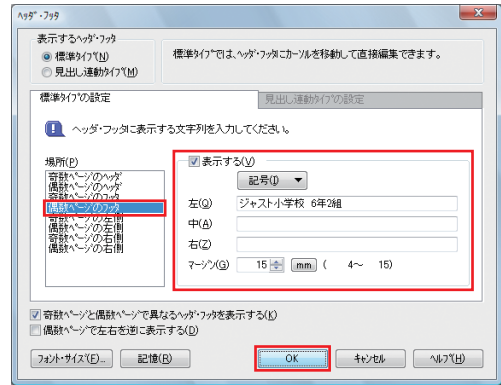 ヘッダ・フッタ
表示するヘッダ・フッタ
標準タイプ(N)
見出し連動タイプ(M)
標準タイプでは、ヘッダ・フッタにカーソルを移動して直接編集できます。
標準タイプの設定
見出し連動タイプの設定
ヘッダ・フッタに表示する文字列を入力してください。
場所(P)
奇数ページのヘッダ
偶数ページのヘッダ
奇数ページのフッタ
偶数ページのフッタ
奇数ページの左側
偶数ページの左側
奇数ページの右側
偶数ページの右側
表示する(V)
記号(I)
左(Q) ジャスト小学校 6年2組
中(A)
右(Z)
マージン(G) 15 mm ( 4～ 15)
奇数ページと偶数ページで異なるヘッダ・フッタを表示する(K)
偶数ページで左右を逆に表示する(D)
フォント・サイズ(F)... 記憶(R) OK キャンセル ヘルプ(H)